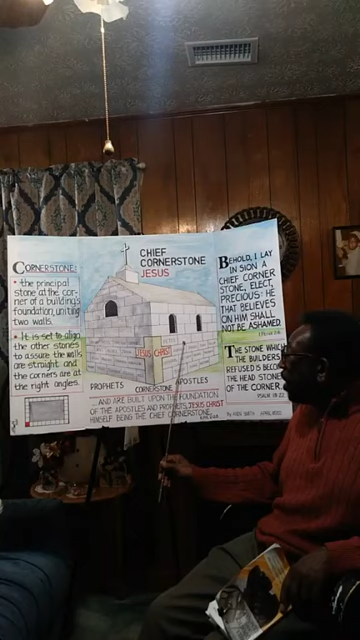 CORNERSTONE:
• the principal
stone at the cor-
ner of a building's
foundation, uniting
two walls.
• It is set to align
the other stones
to assure the walls
are straight and
the corners are at
the right angles.
CHIEF
CORNERSTONE
JESUS
JESUS CHRIST
PROPHETS CORNERSTONE APOSTLES
AND ARE BUILT UPON THE FOUNDATION
OF THE APOSTLES AND PROPHETS, JESUS CHRIST
HIMSELF BEING THE CHIEF CORNERSTONE.
BEHOLD, I LAY
IN SION A
CHIEF CORNER
STONE, ELECT,
PRECIOUS: HE
THAT BELIEVES
ON HIM SHALL
NOT BE ASHAMED.
THE STONE WHICH
THE BUILDERS
REFUSED IS BECOME
THE HEAD STONE
OF THE CORNER.
PSALM 118:22